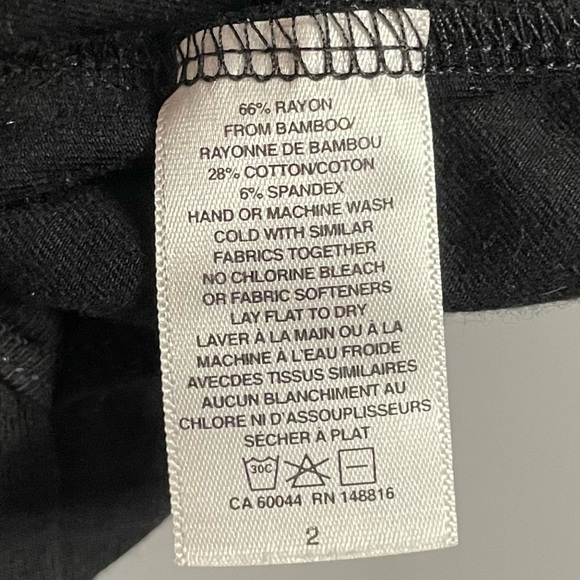 66% RAYON
FROM BAMBOO/
RAYONNE DE BAMBOU
28% COTTON/COTON
6% SPANDEX
HAND OR MACHINE WASH
COLD WITH SIMILAR
FABRICS TOGETHER
NO CHLORINE BLEACH
OR FABRIC SOFTENERS
LAY FLAT TO DRY
LAVER À LA MAIN OU À LA
MACHINE À L'EAU FROIDE
AVECDES TISSUS SIMILAIRES
AUCUN BLANCHIMENT AU
CHLORE NI D'ASSOUPLISSEURS
SÉCHER À PLAT
30C
CA 60044 RN 148816
2